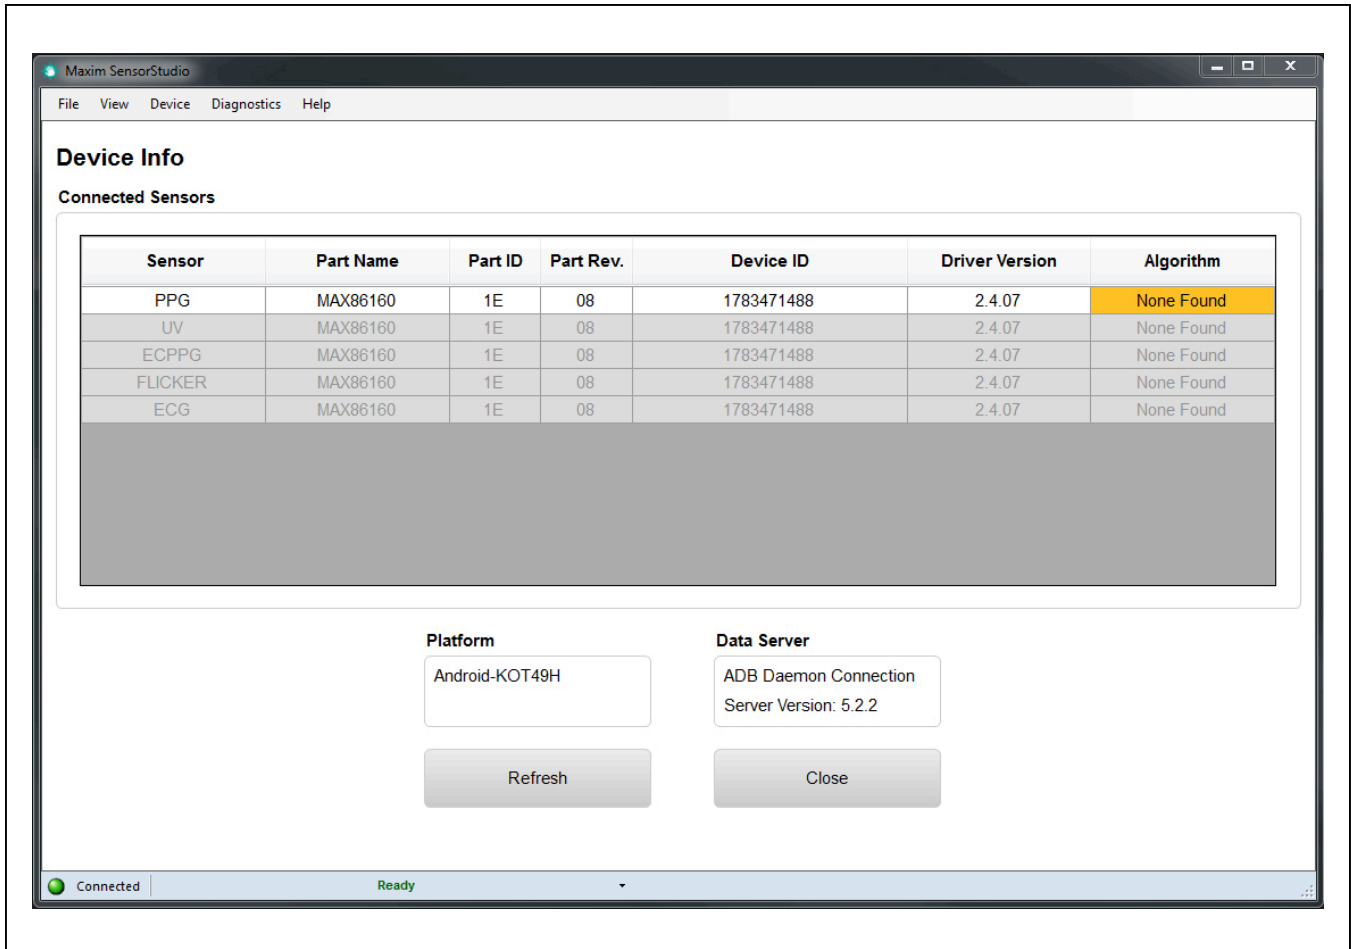 Maxim SensorStudio
File View Device Diagnostics Help
Device Info
Connected Sensors
Sensor Part Name Part ID Part Rev. Device ID Driver Version Algorithm
PPG MAX86160 1E 08 1783471488 2.4.07 None Found
UV MAX86160 1E 08 1783471488 2.4.07 None Found
ECPPG MAX86160 1E 08 1783471488 2.4.07 None Found
FLICKER MAX86160 1E 08 1783471488 2.4.07 None Found
ECG MAX86160 1E 08 1783471488 2.4.07 None Found
Platform Data Server
Android-KOT49H ADB Daemon Connection
Server Version: 5.2.2
Refresh Close
Connected Ready